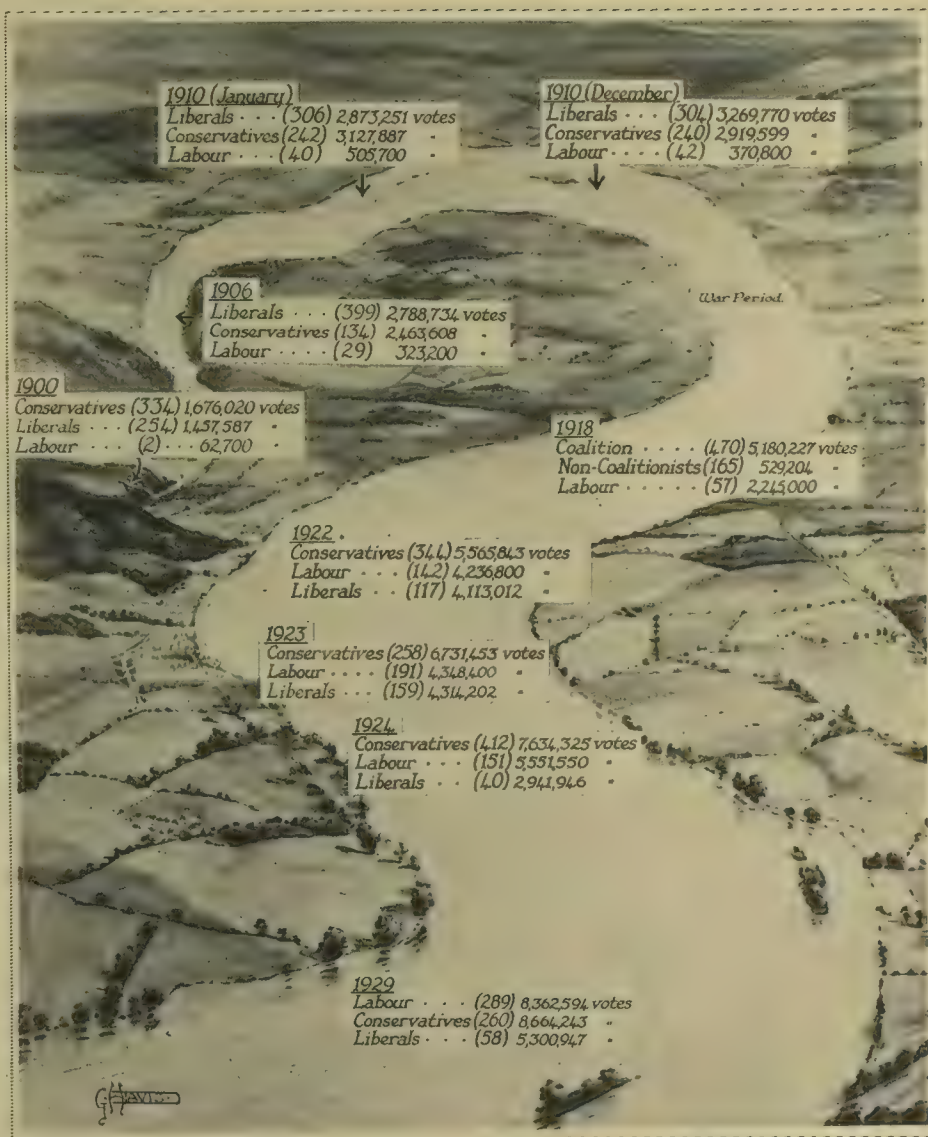 1910 (January)
Liberals · · · (306) 2,873,251 votes
Conservatives (242) 3,127,887 "
Labour · · · (40) 505,700 "
1910 (December)
Liberals · · · (304) 3,269,770 votes
Conservatives (240) 2,919,599 "
Labour · · · (42) 370,800 "
War Period.
1906
Liberals · · · (399) 2,788,734 votes
Conservatives (134) 2,463,608 "
Labour · · · · (29) 323,200 "
1900
Conservatives (334) 1,676,020 votes
Liberals · · · (254) 1,457,587 "
Labour · · · (2) 62,700 "
1918
Coalition · · · · (470) 5,180,227 votes
Non-Coalitionists (165) 529,204 "
Labour · · · · · (57) 2,245,000 "
1922
Conservatives (344) 5,565,843 votes
Labour · · · (142) 4,236,800 "
Liberals · · (117) 4,113,012 "
1923
Conservatives (258) 6,731,453 votes
Labour · · · · (191) 4,348,400 "
Liberals · · · (159) 4,314,202 "
1924
Conservatives (412) 7,634,325 votes
Labour · · · (151) 5,551,550 "
Liberals · · (40) 2,941,946 "
1929
Labour · · · (289) 8,362,594 votes
Conservatives (260) 8,664,243 "
Liberals · · · (58) 5,300,947 "
G. H. DAVIS